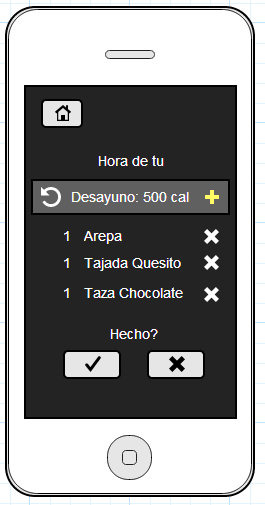 Hora de tu
Desayuno: 500 cal
1 Arepa
1 Tajada Quesito
1 Taza Chocolate
Hecho?